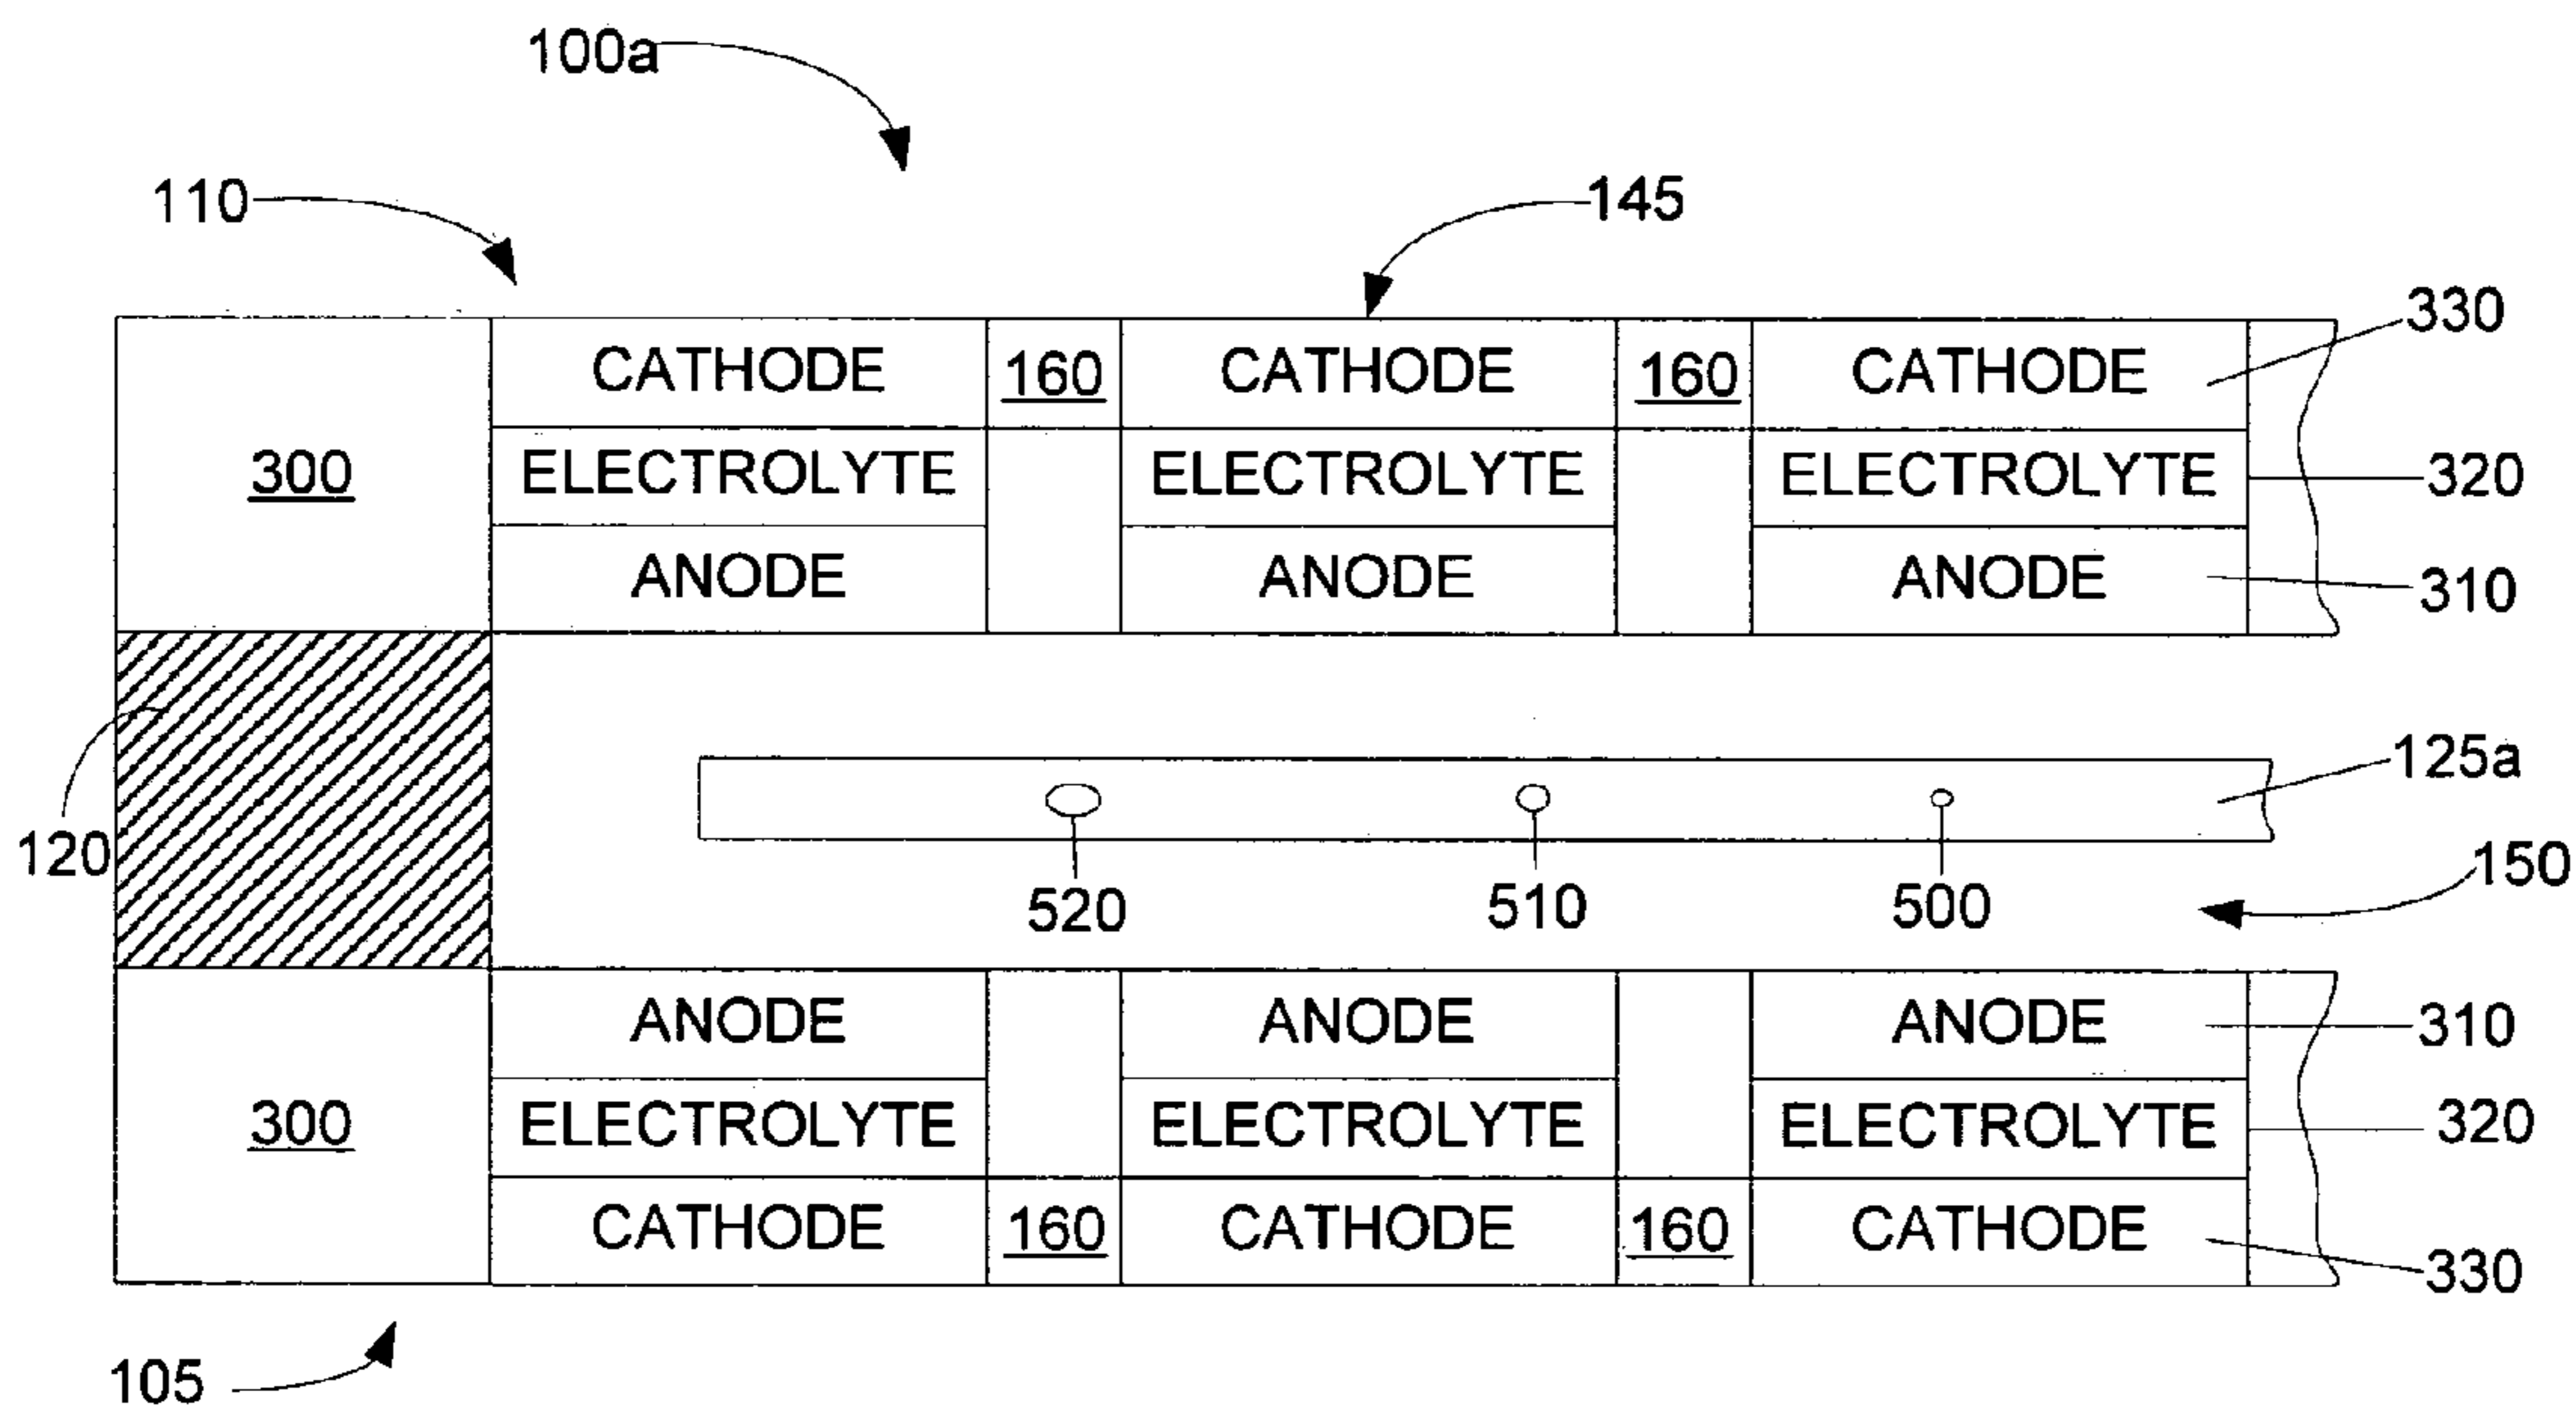 100a
110
145
CATHODE 160 CATHODE 160 CATHODE 330
300 ELECTROLYTE ELECTROLYTE ELECTROLYTE 320
ANODE ANODE ANODE 310
125a
120
520 510 500 150
ANODE ANODE ANODE 310
300 ELECTROLYTE ELECTROLYTE ELECTROLYTE 320
CATHODE 160 CATHODE 160 CATHODE 330
105